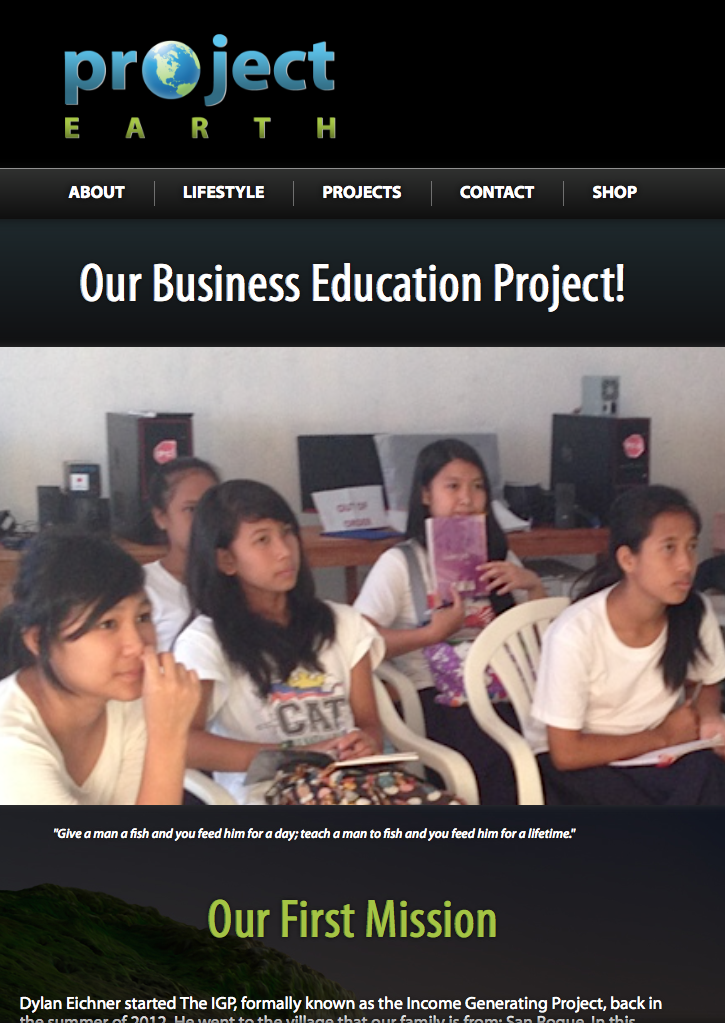 project
EARTH
ABOUT
LIFESTYLE
PROJECTS
CONTACT
SHOP
Our Business Education Project!
OUT OF
ORDER
CAT
"Give a man a fish and you feed him for a day; teach a man to fish and you feed him for a lifetime."
Our First Mission
Dylan Eichner started The IGP, formally known as the Income Generating Project, back in
the summer of 2012. He went to the village that our family is from; San Roque. In this